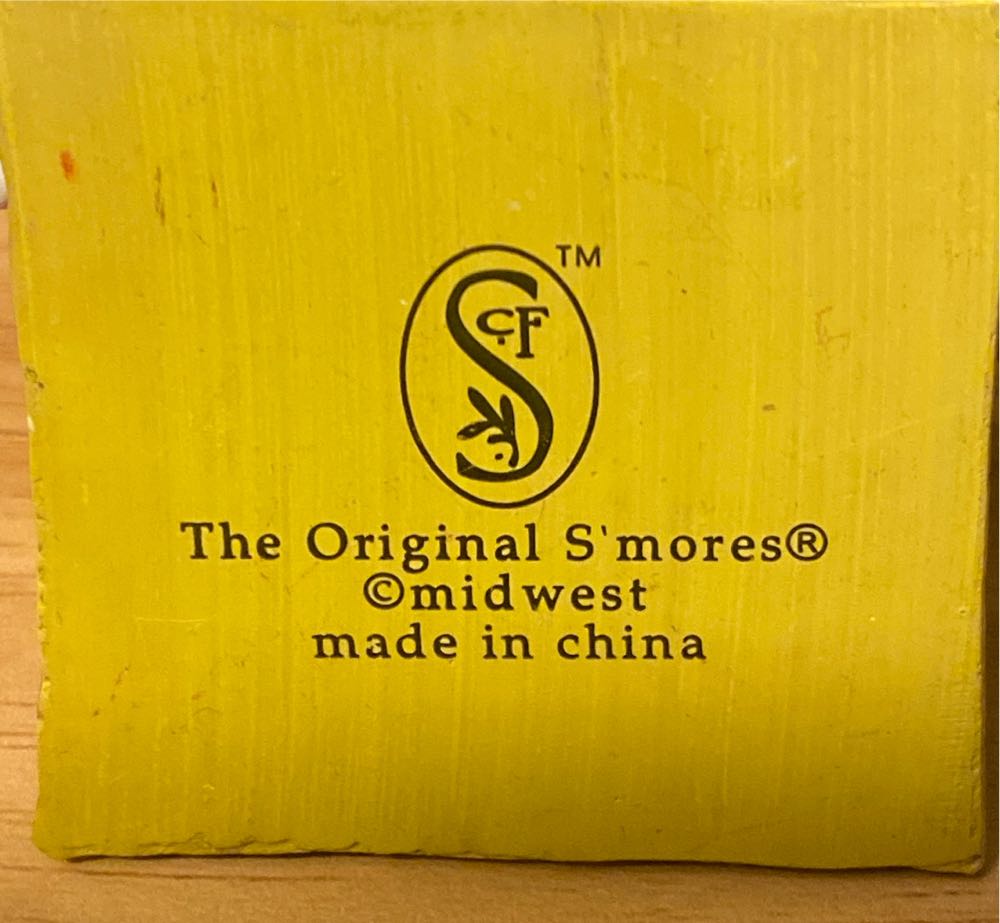 TM
SCF
The Original S'mores®
©midwest
made in china